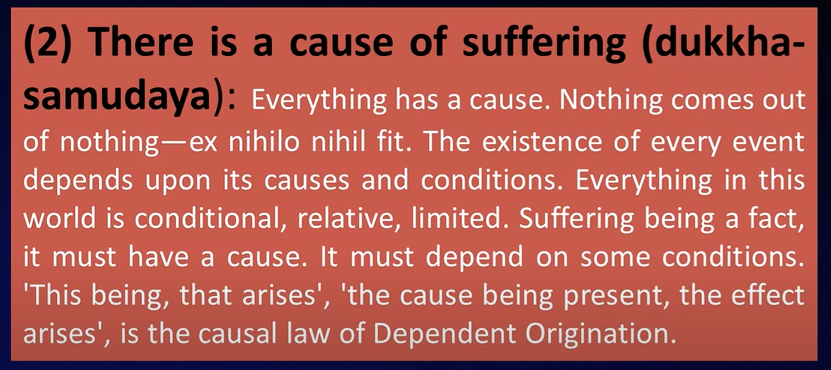 (2) There is a cause of suffering (dukkha-
samudaya): Everything has a cause. Nothing comes out
of nothing—ex nihilo nihil fit. The existence of every event
depends upon its causes and conditions. Everything in this
world is conditional, relative, limited. Suffering being a fact,
it must have a cause. It must depend on some conditions.
'This being, that arises', 'the cause being present, the effect
arises', is the causal law of Dependent Origination.